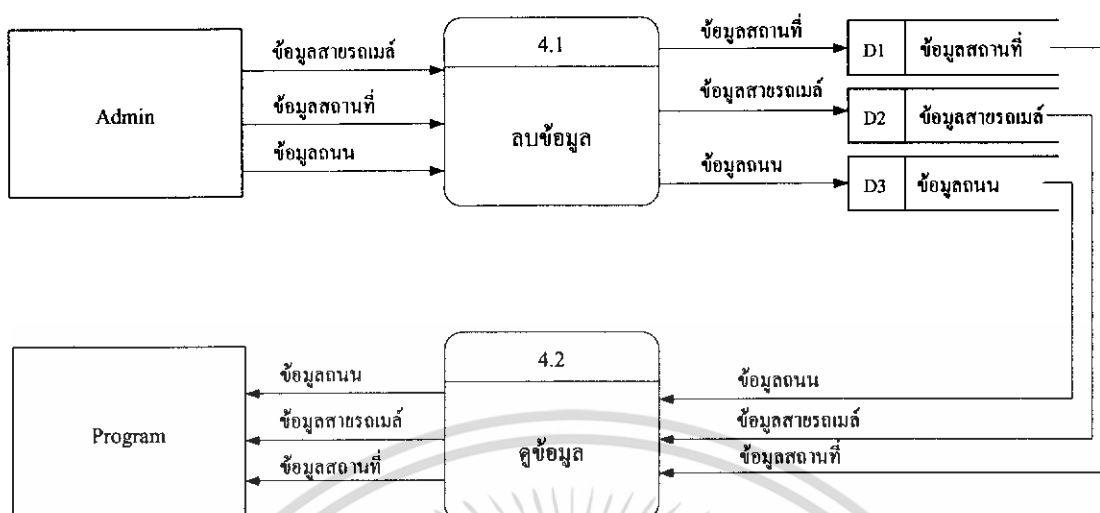 Admin
ข้อมูลสายรถเมล์
ข้อมูลสถานที่
ข้อมูลถนน
4.1
ลบข้อมูล
ข้อมูลสถานที่
ข้อมูลสายรถเมล์
ข้อมูลถนน
D1 ข้อมูลสถานที่
D2 ข้อมูลสายรถเมล์
D3 ข้อมูลถนน
Program
ข้อมูลถนน
ข้อมูลสายรถเมล์
ข้อมูลสถานที่
4.2
ดูข้อมูล
ข้อมูลถนน
ข้อมูลสายรถเมล์
ข้อมูลสถานที่